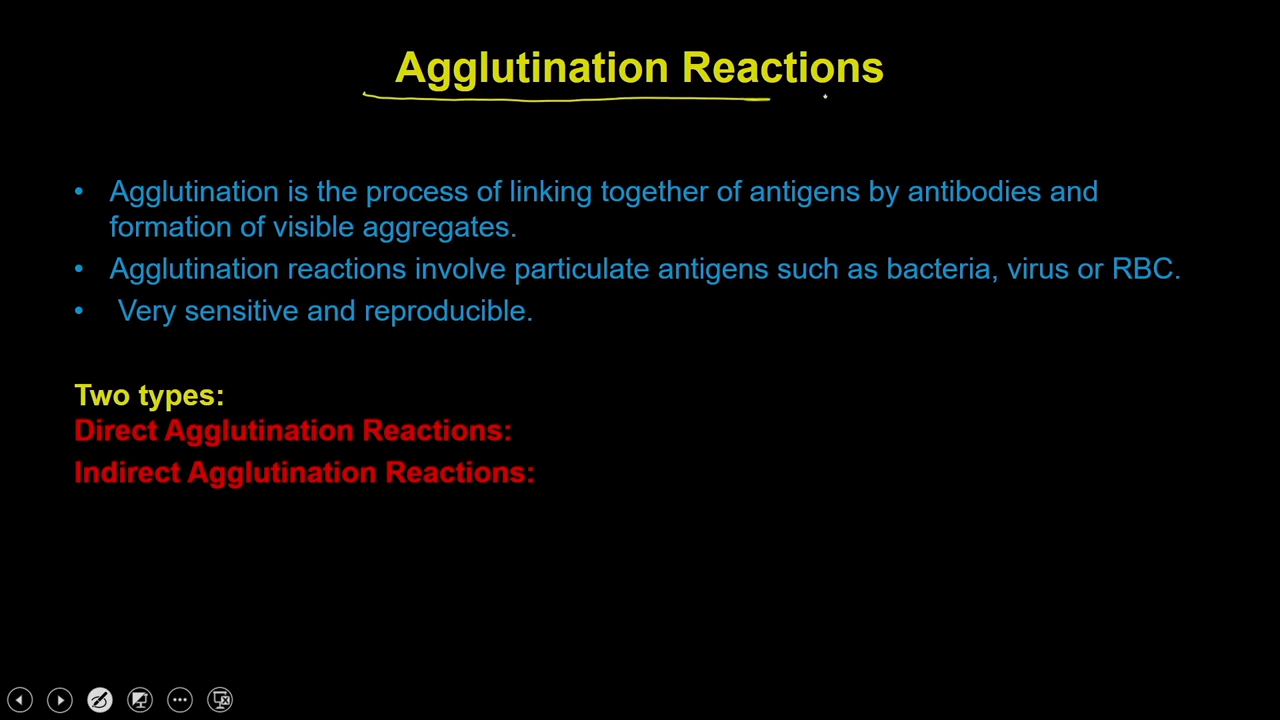 Agglutination Reactions
• Agglutination is the process of linking together of antigens by antibodies and
formation of visible aggregates.
• Agglutination reactions involve particulate antigens such as bacteria, virus or RBC.
• Very sensitive and reproducible.
Two types:
Direct Agglutination Reactions:
Indirect Agglutination Reactions: